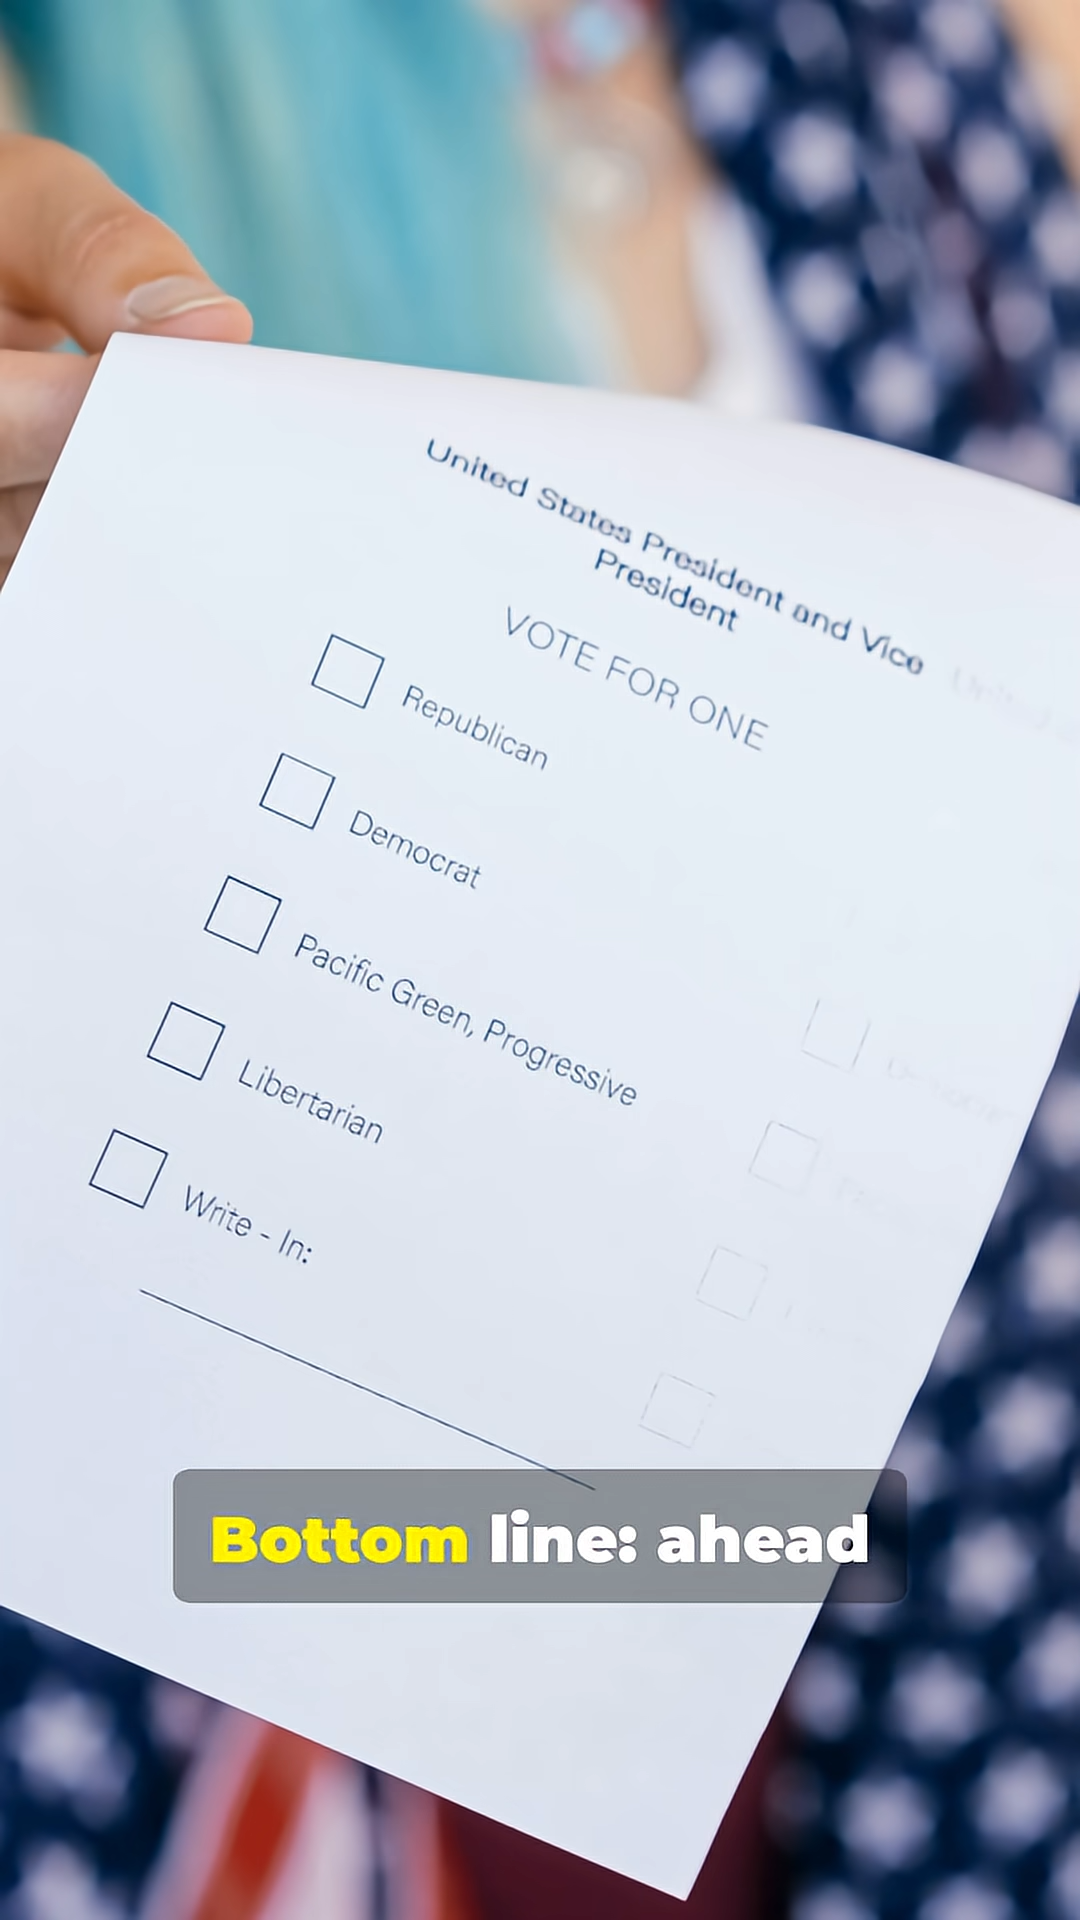 United States President and Vice
President
VOTE FOR ONE
Republican
Democrat
Pacific Green, Progressive
Libertarian
Write - In:
Bottom line: ahead